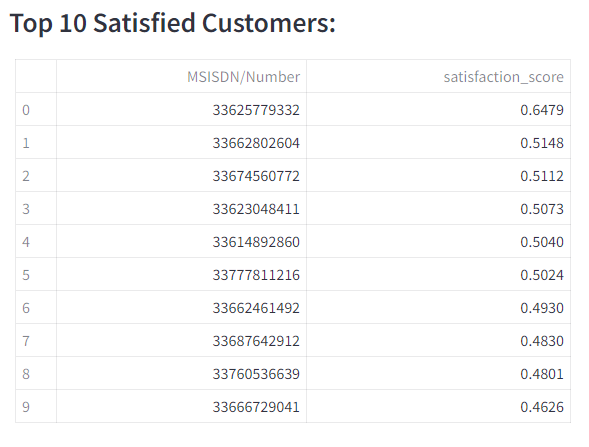 Top 10 Satisfied Customers:
MSISDN/Number satisfaction_score
0 33625779332 0.6479
1 33662802604 0.5148
2 33674560772 0.5112
3 33623048411 0.5073
4 33614892860 0.5040
5 33777811216 0.5024
6 33662461492 0.4930
7 33687642912 0.4830
8 33760536639 0.4801
9 33666729041 0.4626